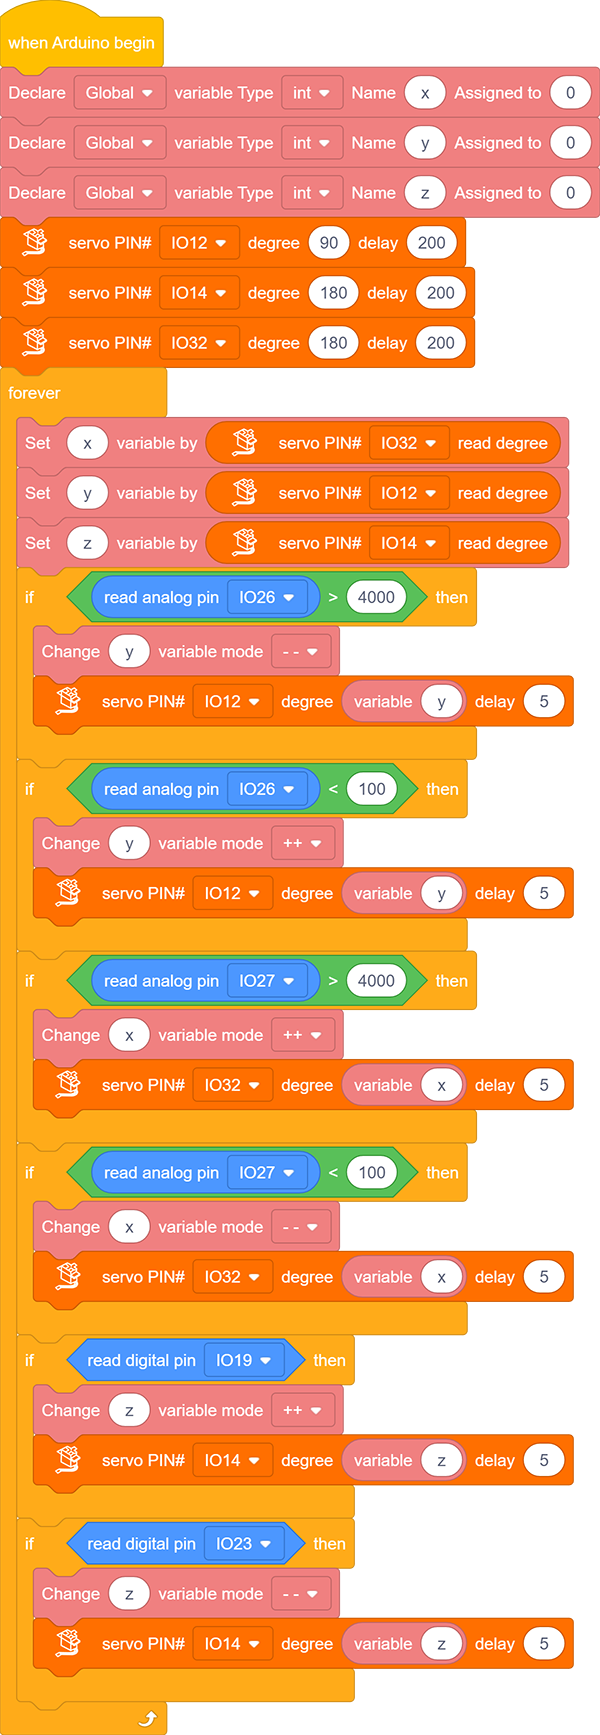 when Arduino begin
Declare Global variable Type int Name x Assigned to 0
Declare Global variable Type int Name y Assigned to 0
Declare Global variable Type int Name z Assigned to 0
servo PIN# IO12 degree 90 delay 200
servo PIN# IO14 degree 180 delay 200
servo PIN# IO32 degree 180 delay 200
forever
Set x variable by servo PIN# IO32 read degree
Set y variable by servo PIN# IO12 read degree
Set z variable by servo PIN# IO14 read degree
if read analog pin IO26 > 4000 then
Change y variable mode - -
servo PIN# IO12 degree variable y delay 5
if read analog pin IO26 < 100 then
Change y variable mode ++
servo PIN# IO12 degree variable y delay 5
if read analog pin IO27 > 4000 then
Change x variable mode ++
servo PIN# IO32 degree variable x delay 5
if read analog pin IO27 < 100 then
Change x variable mode - -
servo PIN# IO32 degree variable x delay 5
if read digital pin IO19 then
Change z variable mode ++
servo PIN# IO14 degree variable z delay 5
if read digital pin IO23 then
Change z variable mode - -
servo PIN# IO14 degree variable z delay 5